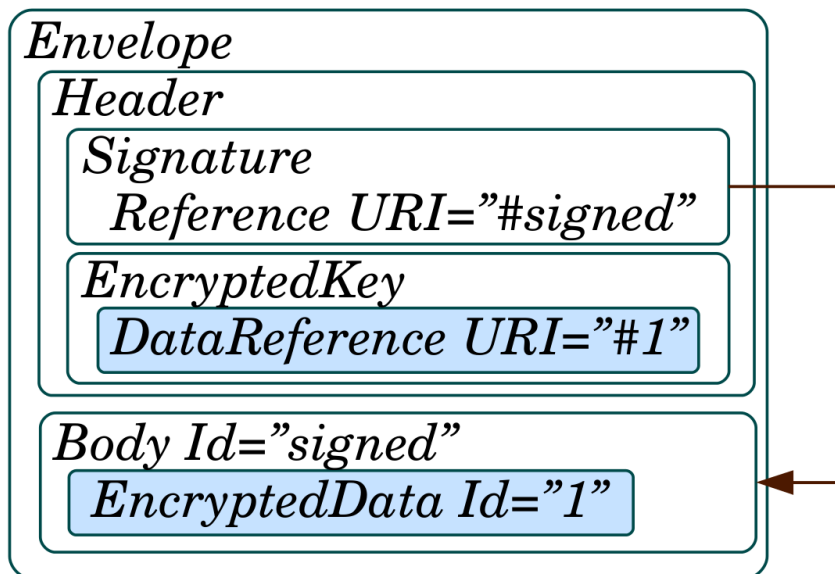 Envelope
Header
Signature
Reference URI=”#signed”
EncryptedKey
DataReference URI=”#1”
Body Id=”signed”
EncryptedData Id=”1”